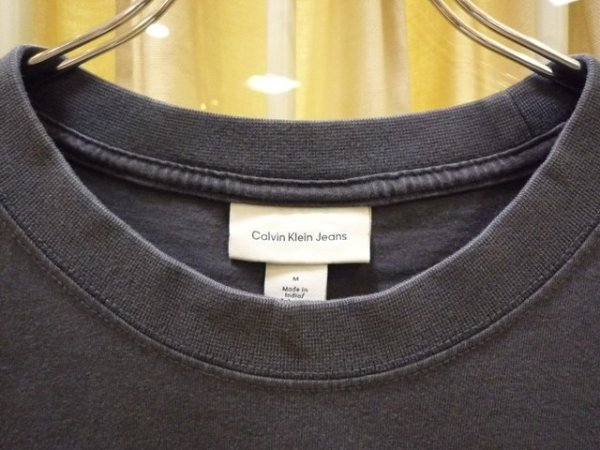 Calvin Klein Jeans
M
Made in
India/